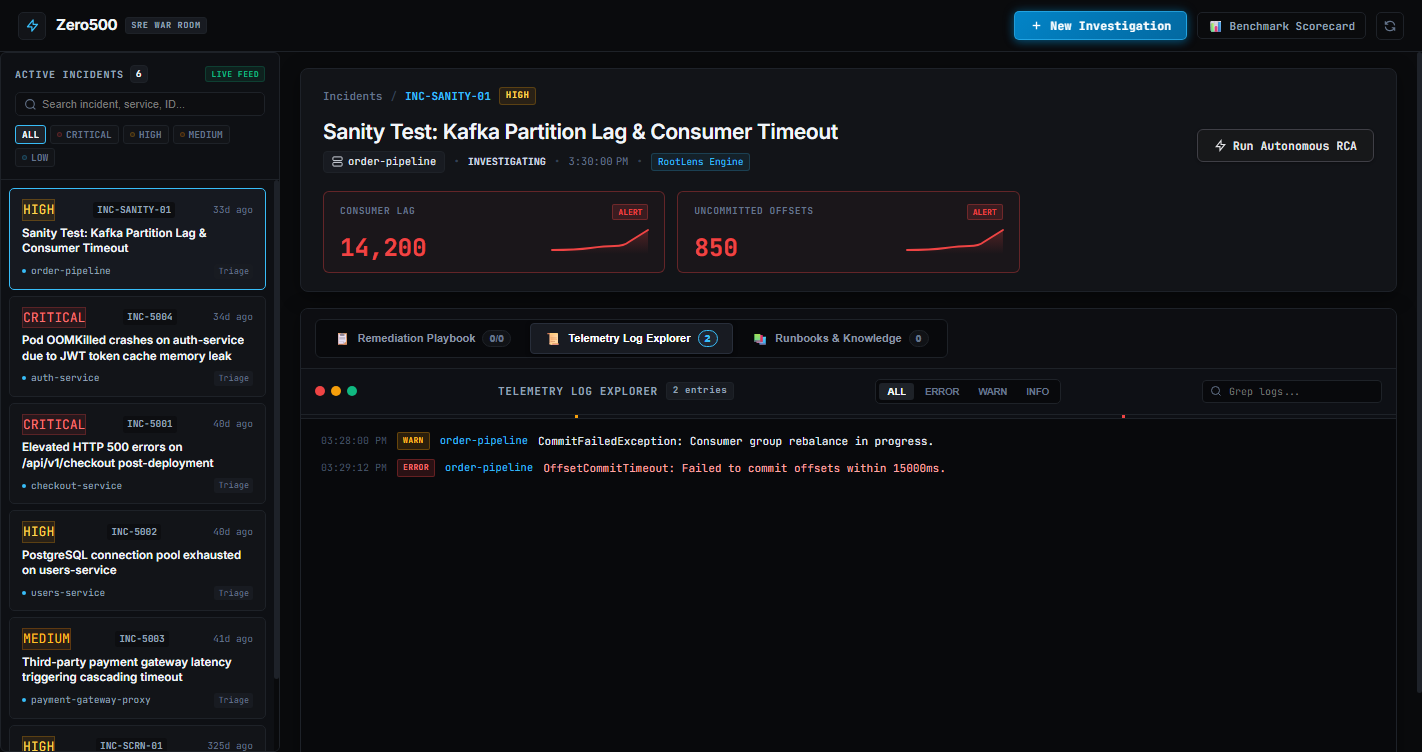 Zero500 SRE WAR ROOM
+ New Investigation
Benchmark Scorecard
ACTIVE INCIDENTS 6
LIVE FEED
Search incident, service, ID...
ALL CRITICAL HIGH MEDIUM
LOW
HIGH INC-SANITY-01 33d ago
Sanity Test: Kafka Partition Lag &
Consumer Timeout
order-pipeline Triage
CRITICAL INC-5004 34d ago
Pod OOMKilled crashes on auth-service
due to JWT token cache memory leak
auth-service Triage
CRITICAL INC-5001 40d ago
Elevated HTTP 500 errors on
/api/v1/checkout post-deployment
checkout-service Triage
HIGH INC-5002 40d ago
PostgreSQL connection pool exhausted
on users-service
users-service Triage
MEDIUM INC-5003 41d ago
Third-party payment gateway latency
triggering cascading timeout
payment-gateway-proxy Triage
HIGH INC-SCRN-01 325d ago
Incidents / INC-SANITY-01 HIGH
Sanity Test: Kafka Partition Lag & Consumer Timeout
order-pipeline · INVESTIGATING · 3:30:00 PM · RootLens Engine
Run Autonomous RCA
CONSUMER LAG ALERT
14,200
UNCOMMITTED OFFSETS ALERT
850
Remediation Playbook 0/0
Telemetry Log Explorer 2
Runbooks & Knowledge 0
TELEMETRY LOG EXPLORER 2 entries
ALL ERROR WARN INFO
Grep logs...
03:28:00 PM WARN order-pipeline CommitFailedException: Consumer group rebalance in progress.
03:29:12 PM ERROR order-pipeline OffsetCommitTimeout: Failed to commit offsets within 15000ms.